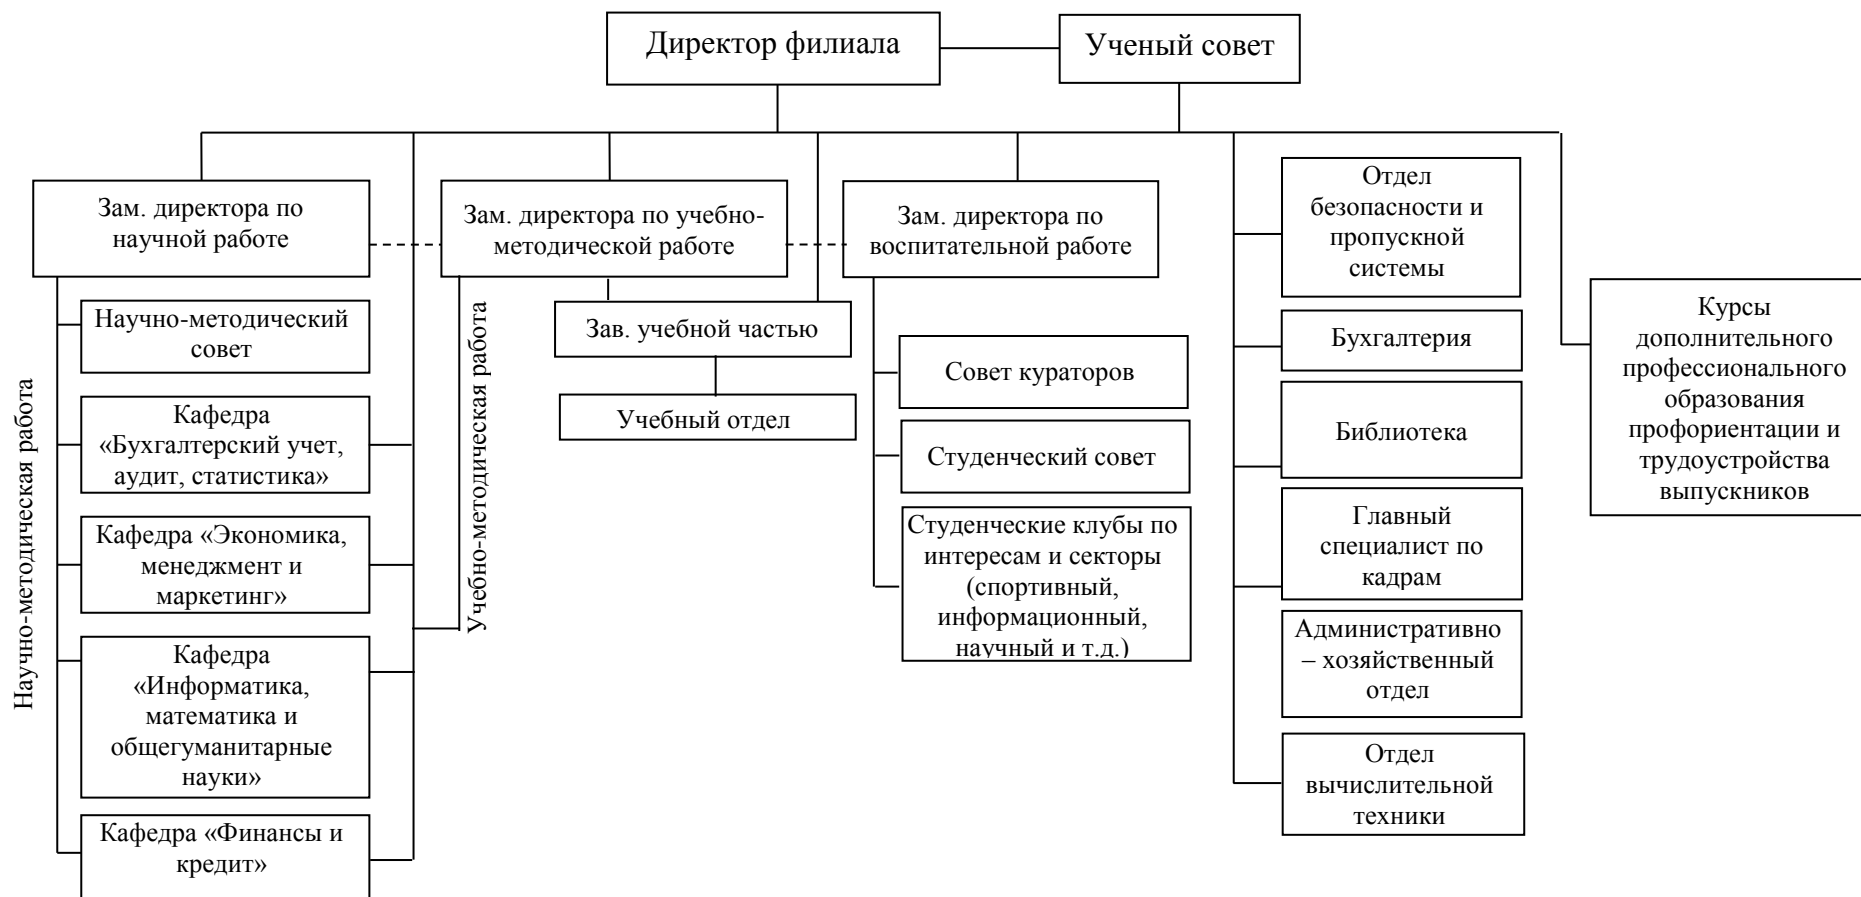 Директор филиала
Ученый совет
Зам. директора по
научной работе
Зам. директора по учебно-
методической работе
Зам. директора по
воспитательной работе
Научно-методическая работа
Научно-методический
совет
Кафедра
«Бухгалтерский учет,
аудит, статистика»
Кафедра «Экономика,
менеджмент и
маркетинг»
Кафедра
«Информатика,
математика и
общегуманитарные
науки»
Кафедра «Финансы и
кредит»
Учебно-методическая работа
Зав. учебной частью
Учебный отдел
Совет кураторов
Студенческий совет
Студенческие клубы по
интересам и секторы
(спортивный,
информационный,
научный и т.д.)
Отдел
безопасности и
пропускной
системы
Бухгалтерия
Библиотека
Главный
специалист по
кадрам
Административно
– хозяйственный
отдел
Отдел
вычислительной
техники
Курсы
дополнительного
профессионального
образования
профориентации и
трудоустройства
выпускников